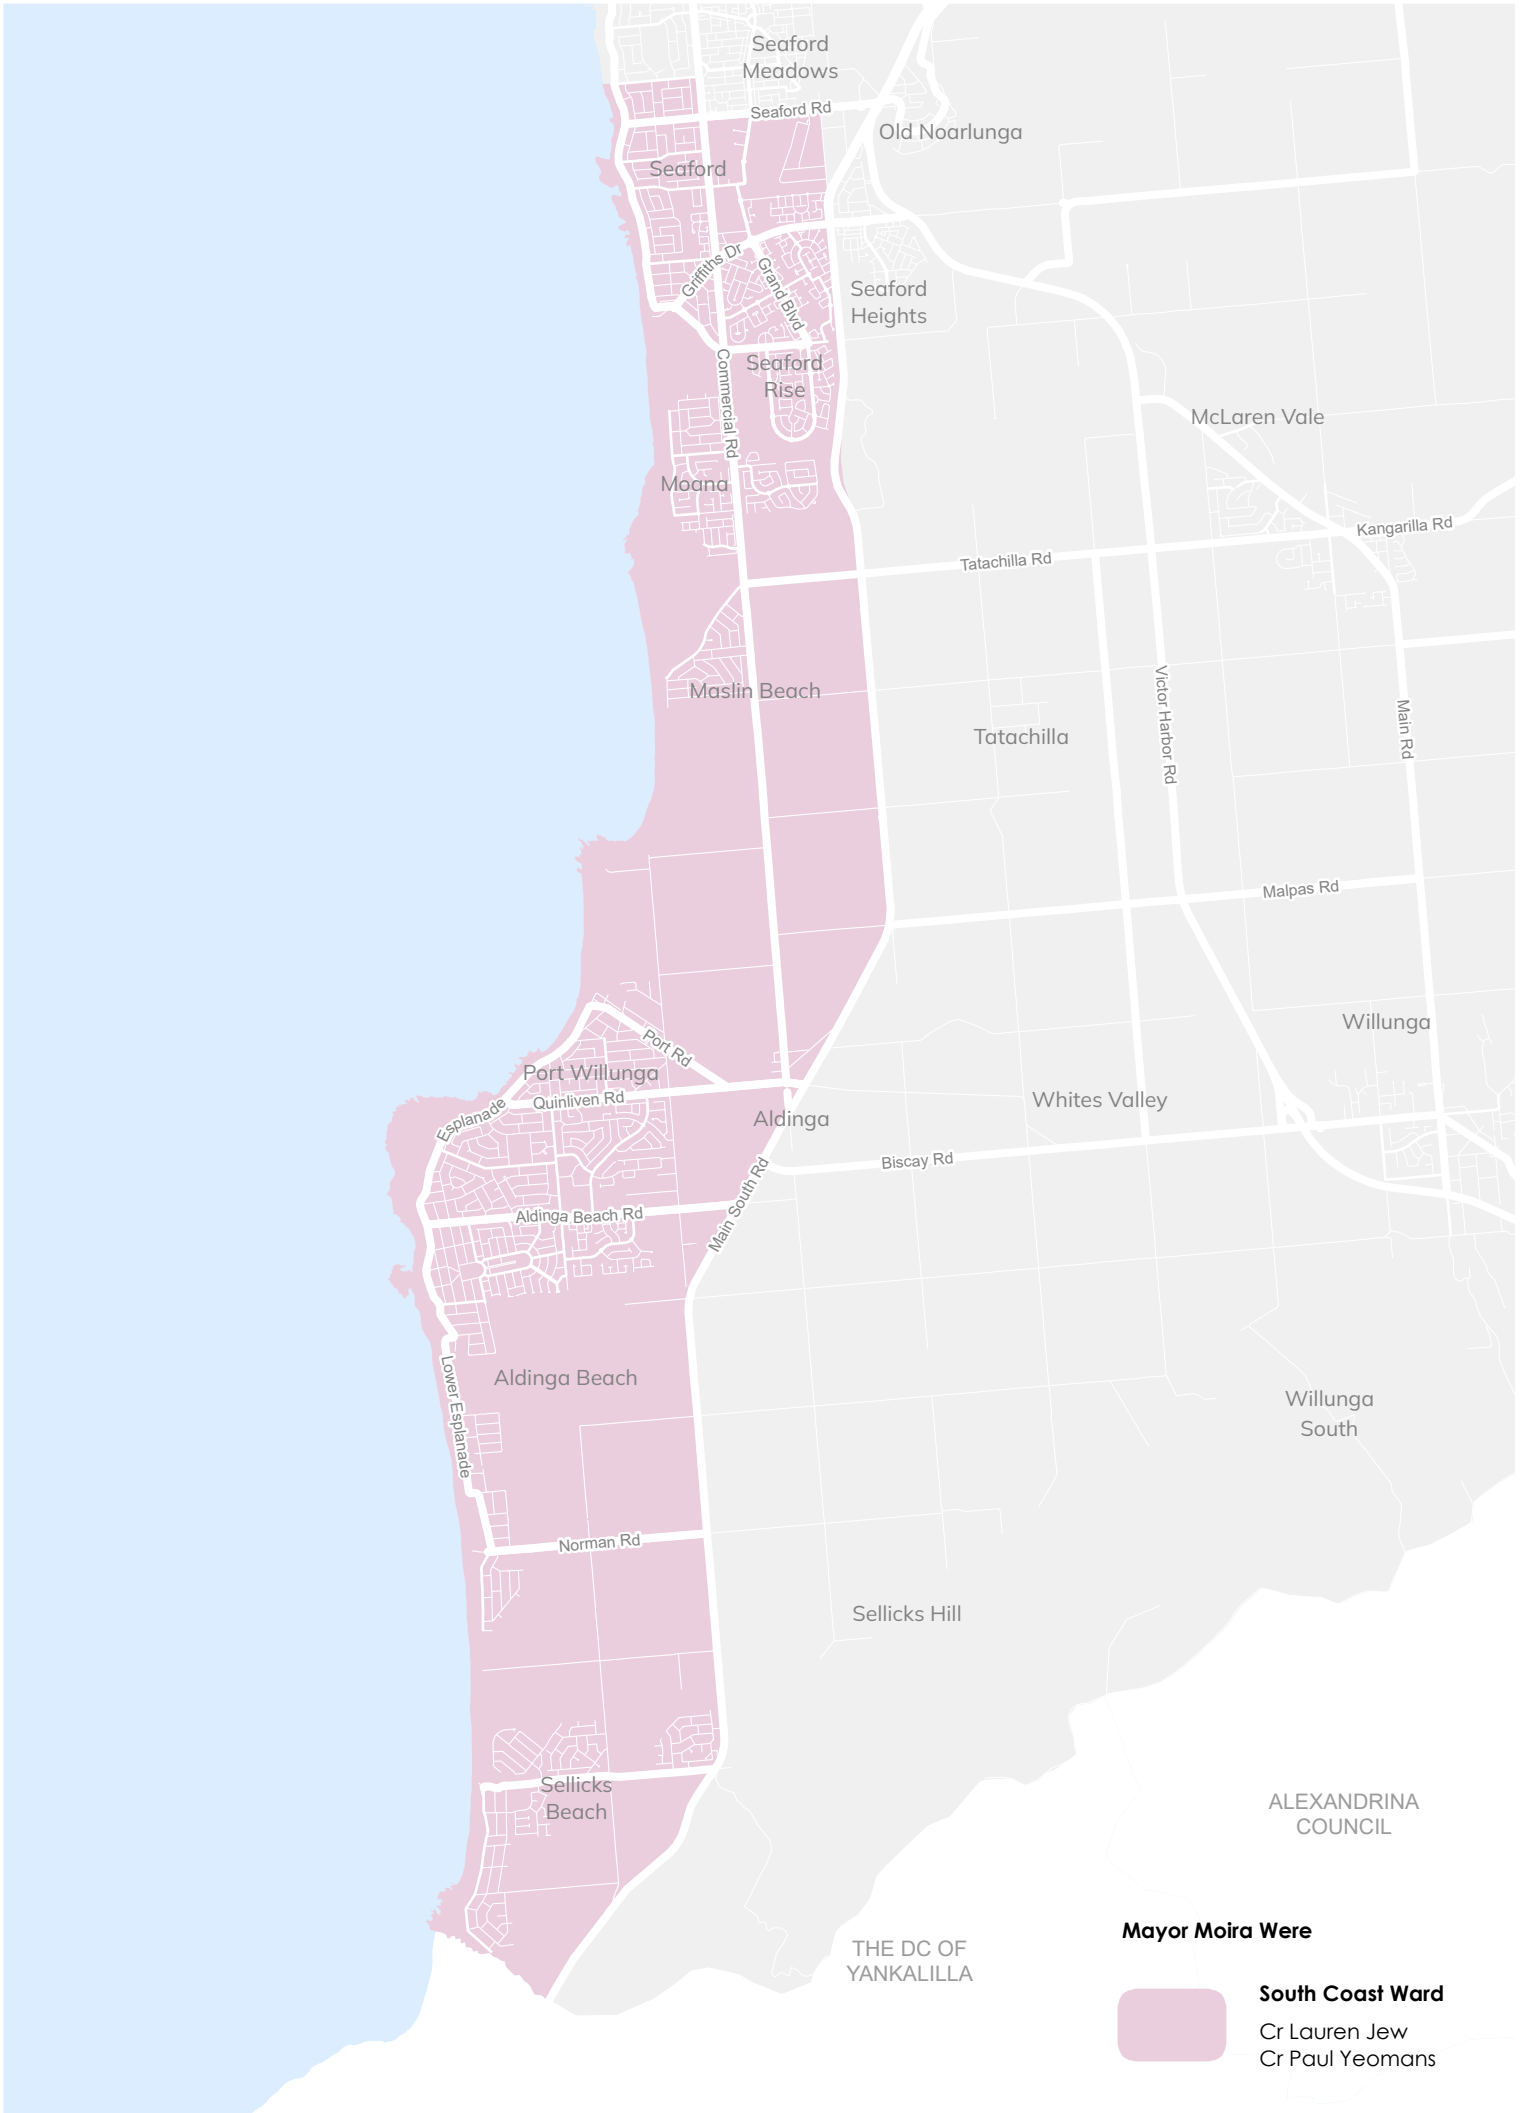 Seaford
Meadows
Seaford Rd
Old Noarlunga
Seaford
Griffiths Dr
Grand Blvd
Seaford
Heights
Commercial Rd
Seaford
Rise
McLaren Vale
Moana
Kangarilla Rd
Tatachilla Rd
Maslin Beach
Victor Harbor Rd
Main Rd
Tatachilla
Malpas Rd
Willunga
Port Rd
Port Willunga
Quinliven Rd
Esplanade
Whites Valley
Aldinga
Biscay Rd
Main South Rd
Aldinga Beach Rd
Lower Esplanade
Aldinga Beach
Willunga
South
Norman Rd
Sellicks Hill
Sellicks
Beach
ALEXANDRINA
COUNCIL
THE DC OF
YANKALILLA
Mayor Moira Were
South Coast Ward
Cr Lauren Jew
Cr Paul Yeomans